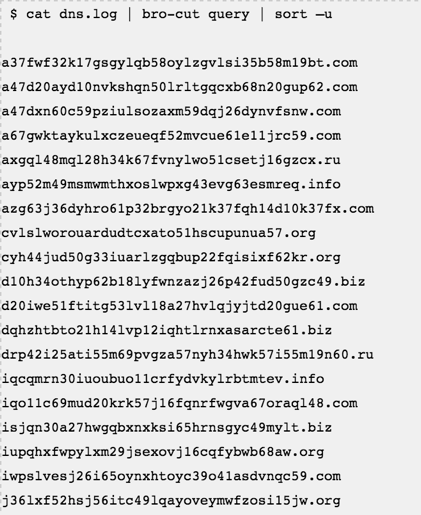 $ cat dns.log | bro-cut query | sort –u
a37fwf32k17gsgylqb58oylzgvlsi35b58m19bt.com
a47d20ayd10nvkshqn50lrltgqcxb68n20gup62.com
a47dxn60c59pziulsozaxm59dqj26dynvfsnw.com
a67gwktaykulxczeueqf52mvcue61e11jrc59.com
axgql48mql28h34k67fvnylwo51csetj16gzcx.ru
ayp52m49msmwmthxoslwpxg43evg63esmreq.info
azg63j36dyhro61p32brgyo21k37fqh14d10k37fx.com
cvlslworouardudtcxato51hscupunua57.org
cyh44jud50g33iuarlzgqbup22fqisixf62kr.org
d10h34othyp62b18lyfwnzazj26p42fud50gzc49.biz
d20iwe51ftitg53lvl18a27hvlqjyjtd20gue61.com
dqhzhtbto21h14lvp12iqhtlrnxasarcte61.biz
drp42i25ati55m69pvgza57nyh34hwk57i55m19n60.ru
iqcqmrn30iuoubuo11crfydvkylrbtmtev.info
iqo11c69mud20krk57j16fqnrfwgva67oraql48.com
isjqn30a27hwgqbxnxksi65hrnsgyc49mylt.biz
iupqhxfwpylxm29jsexovj16cqfybwb68aw.org
iwpslvesj26i65oynxhtoyc39o41asdvnqc59.com
j36lxf52hsj56itc49lqayoveymwfzosi15jw.org